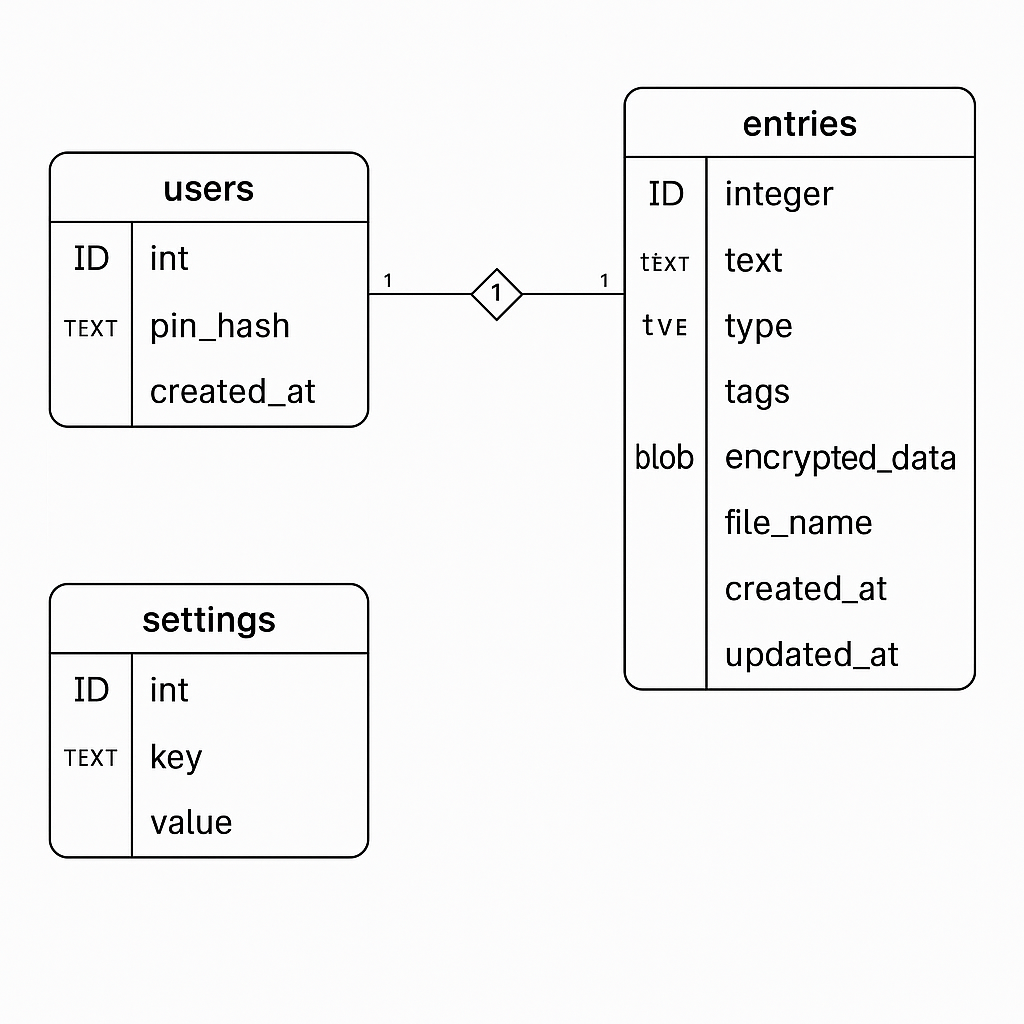 users
ID int
TEXT pin_hash
created_at
1 1 1
entries
ID integer
tEXT text
tVE type
tags
blob encrypted_data
file_name
created_at
updated_at
settings
ID int
TEXT key
value